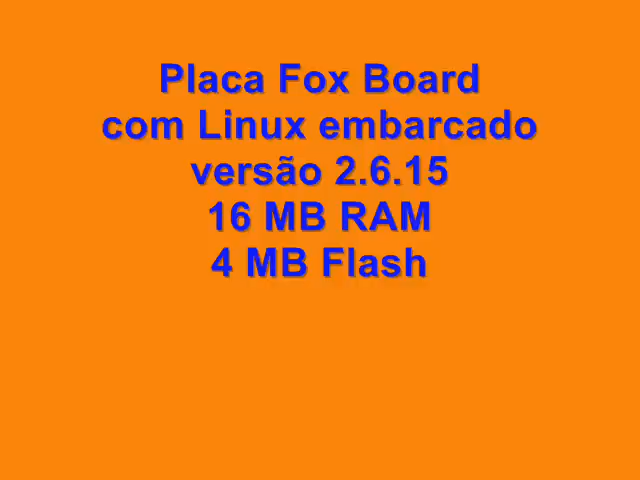 Placa Fox Board
com Linux embarcado
versão 2.6.15
16 MB RAM
4 MB Flash